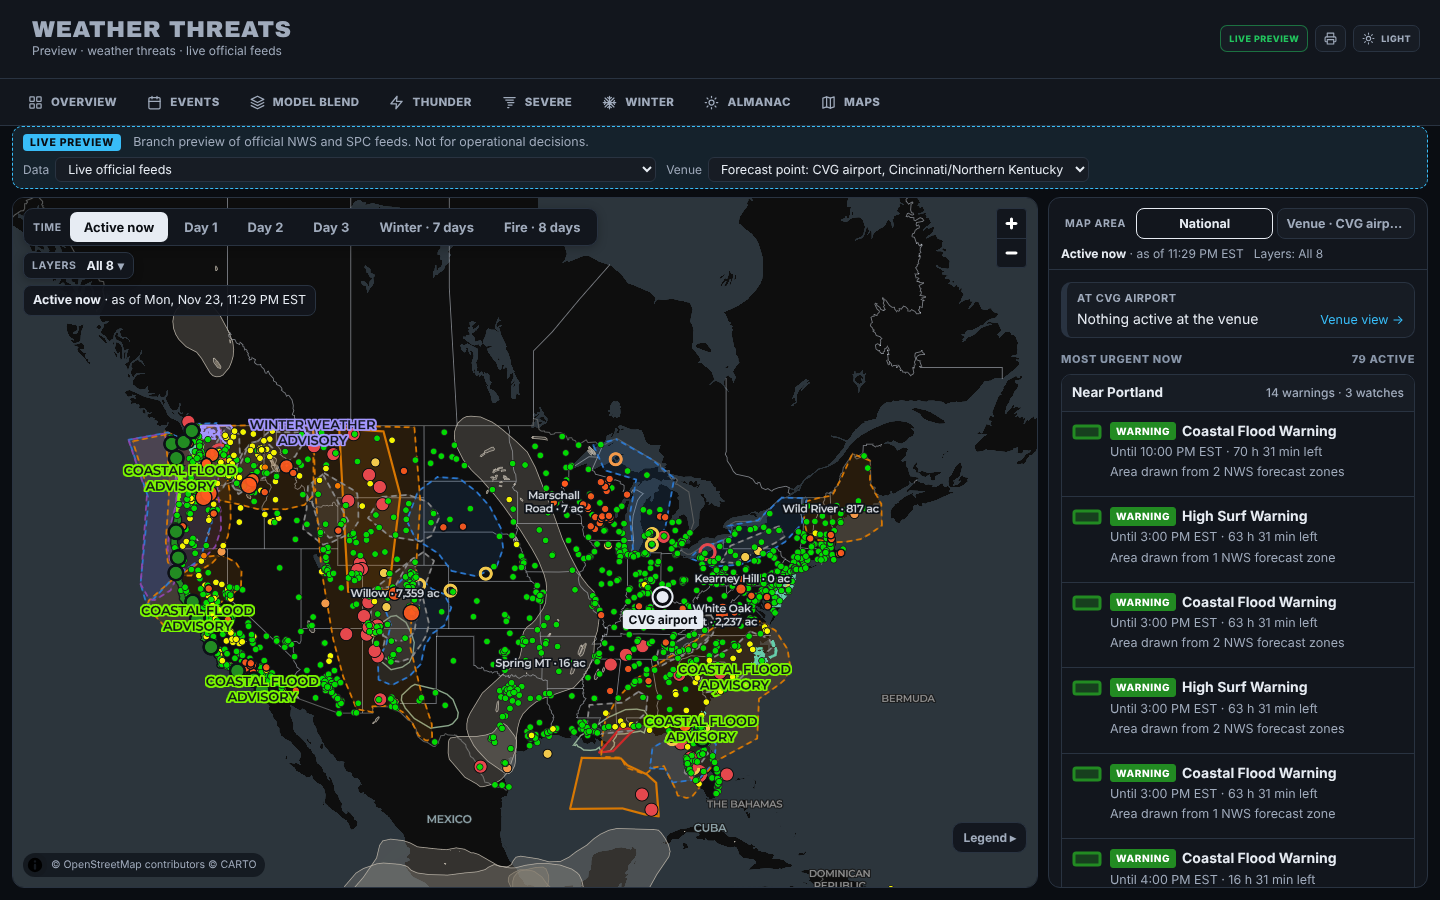 WEATHER THREATS
Preview · weather threats · live official feeds
LIVE PREVIEW
LIGHT
OVERVIEW
EVENTS
MODEL BLEND
THUNDER
SEVERE
WINTER
ALMANAC
MAPS
LIVE PREVIEW Branch preview of official NWS and SPC feeds. Not for operational decisions.
Data Live official feeds Venue Forecast point: CVG airport, Cincinnati/Northern Kentucky
TIME Active now Day 1 Day 2 Day 3 Winter · 7 days Fire · 8 days
LAYERS All 8 ▾
Active now · as of Mon, Nov 23, 11:29 PM EST
+
−
WINTER WEATHER
ADVISORY
COASTAL FLOOD
ADVISORY
Marschall
Road · 7 ac
Wild River · 817 ac
Kearney Hill · 0 ac
Willow · 7,359 ac
White Oak
t · 2,237 ac
CVG airport
COASTAL FLOOD
ADVISORY
Spring MT · 16 ac
COASTAL FLOOD
ADVISORY
COASTAL FLOOD
ADVISORY
COASTAL FLOOD
ADVISORY
BERMUDA
THE BAHAMAS
MEXICO
CUBA
DOMINICAN
REPUBLIC
Legend ▸
© OpenStreetMap contributors © CARTO
MAP AREA National Venue · CVG airp...
Active now · as of 11:29 PM EST Layers: All 8
AT CVG AIRPORT
Nothing active at the venue Venue view →
MOST URGENT NOW 79 ACTIVE
Near Portland 14 warnings · 3 watches
WARNING Coastal Flood Warning
Until 10:00 PM EST · 70 h 31 min left
Area drawn from 2 NWS forecast zones
WARNING High Surf Warning
Until 3:00 PM EST · 63 h 31 min left
Area drawn from 1 NWS forecast zone
WARNING Coastal Flood Warning
Until 3:00 PM EST · 63 h 31 min left
Area drawn from 2 NWS forecast zones
WARNING High Surf Warning
Until 3:00 PM EST · 63 h 31 min left
Area drawn from 2 NWS forecast zones
WARNING Coastal Flood Warning
Until 3:00 PM EST · 63 h 31 min left
Area drawn from 1 NWS forecast zone
WARNING Coastal Flood Warning
Until 4:00 PM EST · 16 h 31 min left